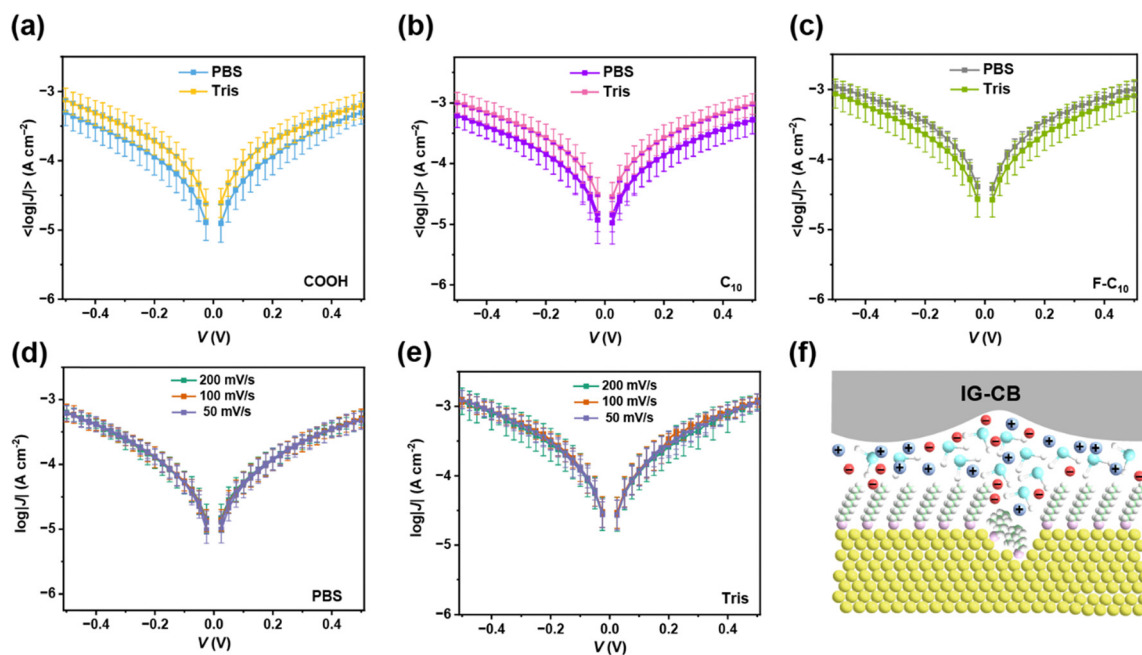 (a)
<log|J|> (A cm⁻²)
−3
−4
−5
−6
PBS
Tris
COOH
−0.4 −0.2 0.0 0.2 0.4
V (V)
(b)
<log|J|> (A cm⁻²)
−3
−4
−5
−6
PBS
Tris
C₁₀
−0.4 −0.2 0.0 0.2 0.4
V (V)
(c)
<log|J|> (A cm⁻²)
−3
−4
−5
−6
PBS
Tris
F-C₁₀
−0.4 −0.2 0.0 0.2 0.4
V (V)
(d)
log|J| (A cm⁻²)
−3
−4
−5
−6
200 mV/s
100 mV/s
50 mV/s
PBS
−0.4 −0.2 0.0 0.2 0.4
V (V)
(e)
log|J| (A cm⁻²)
−2
−3
−4
−5
−6
200 mV/s
100 mV/s
50 mV/s
Tris
−0.4 −0.2 0.0 0.2 0.4
V (V)
(f)
IG-CB